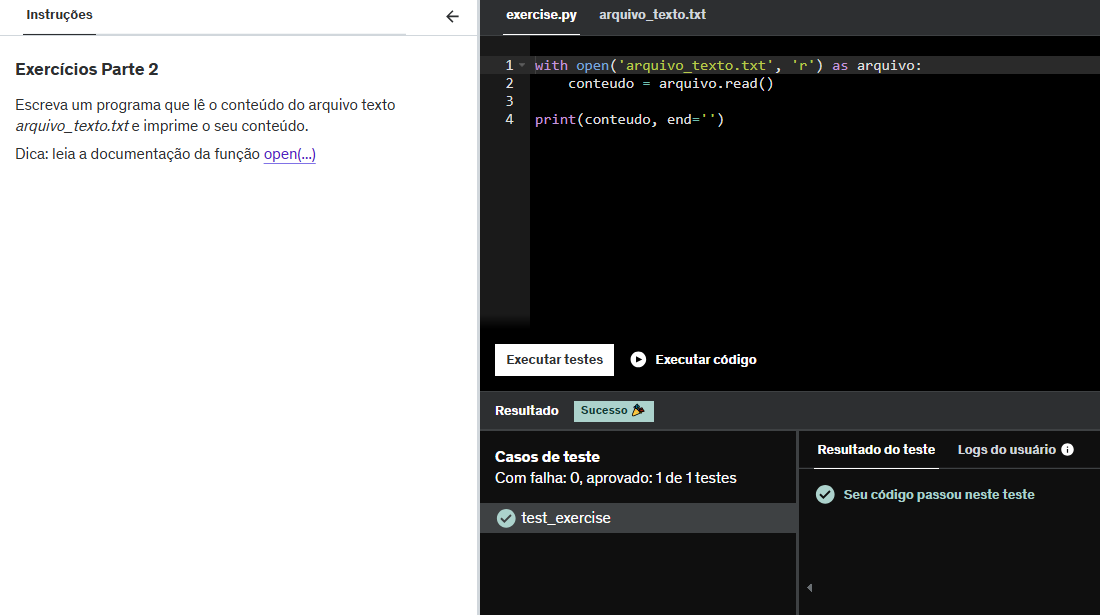 Instruções
Exercícios Parte 2
Escreva um programa que lê o conteúdo do arquivo texto
arquivo_texto.txt e imprime o seu conteúdo.
Dica: leia a documentação da função open(...)
exercise.py arquivo_texto.txt
1 with open('arquivo_texto.txt', 'r') as arquivo:
2     conteudo = arquivo.read()
3
4 print(conteudo, end='')
Executar testes Executar código
Resultado Sucesso
Casos de teste
Com falha: 0, aprovado: 1 de 1 testes
test_exercise
Resultado do teste Logs do usuário
Seu código passou neste teste